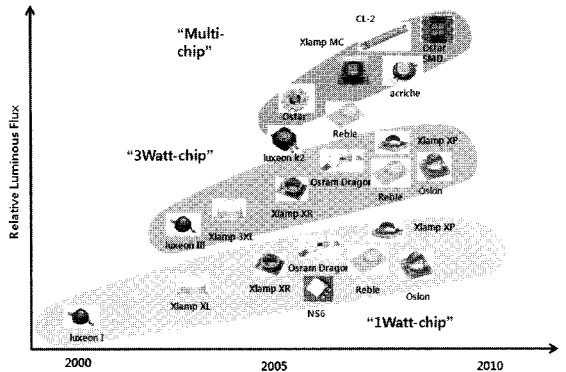 CL-2
"Multi-
chip"
Xlamp MC
Ostar
SMD
acriche
Ostar
Reble
luxeon k2
Xlamp XP
"3Watt-chip"
Osram Dragor
Reble
Oslon
Xlamp XR
Xlamp 3XL
luxeon III
Xlamp XP
Osram Dragor
Xlamp XR
Reble
Oslon
NS6
Xlamp XL
"1Watt-chip"
luxeon I
Relative Luminous Flux
2000
2005
2010